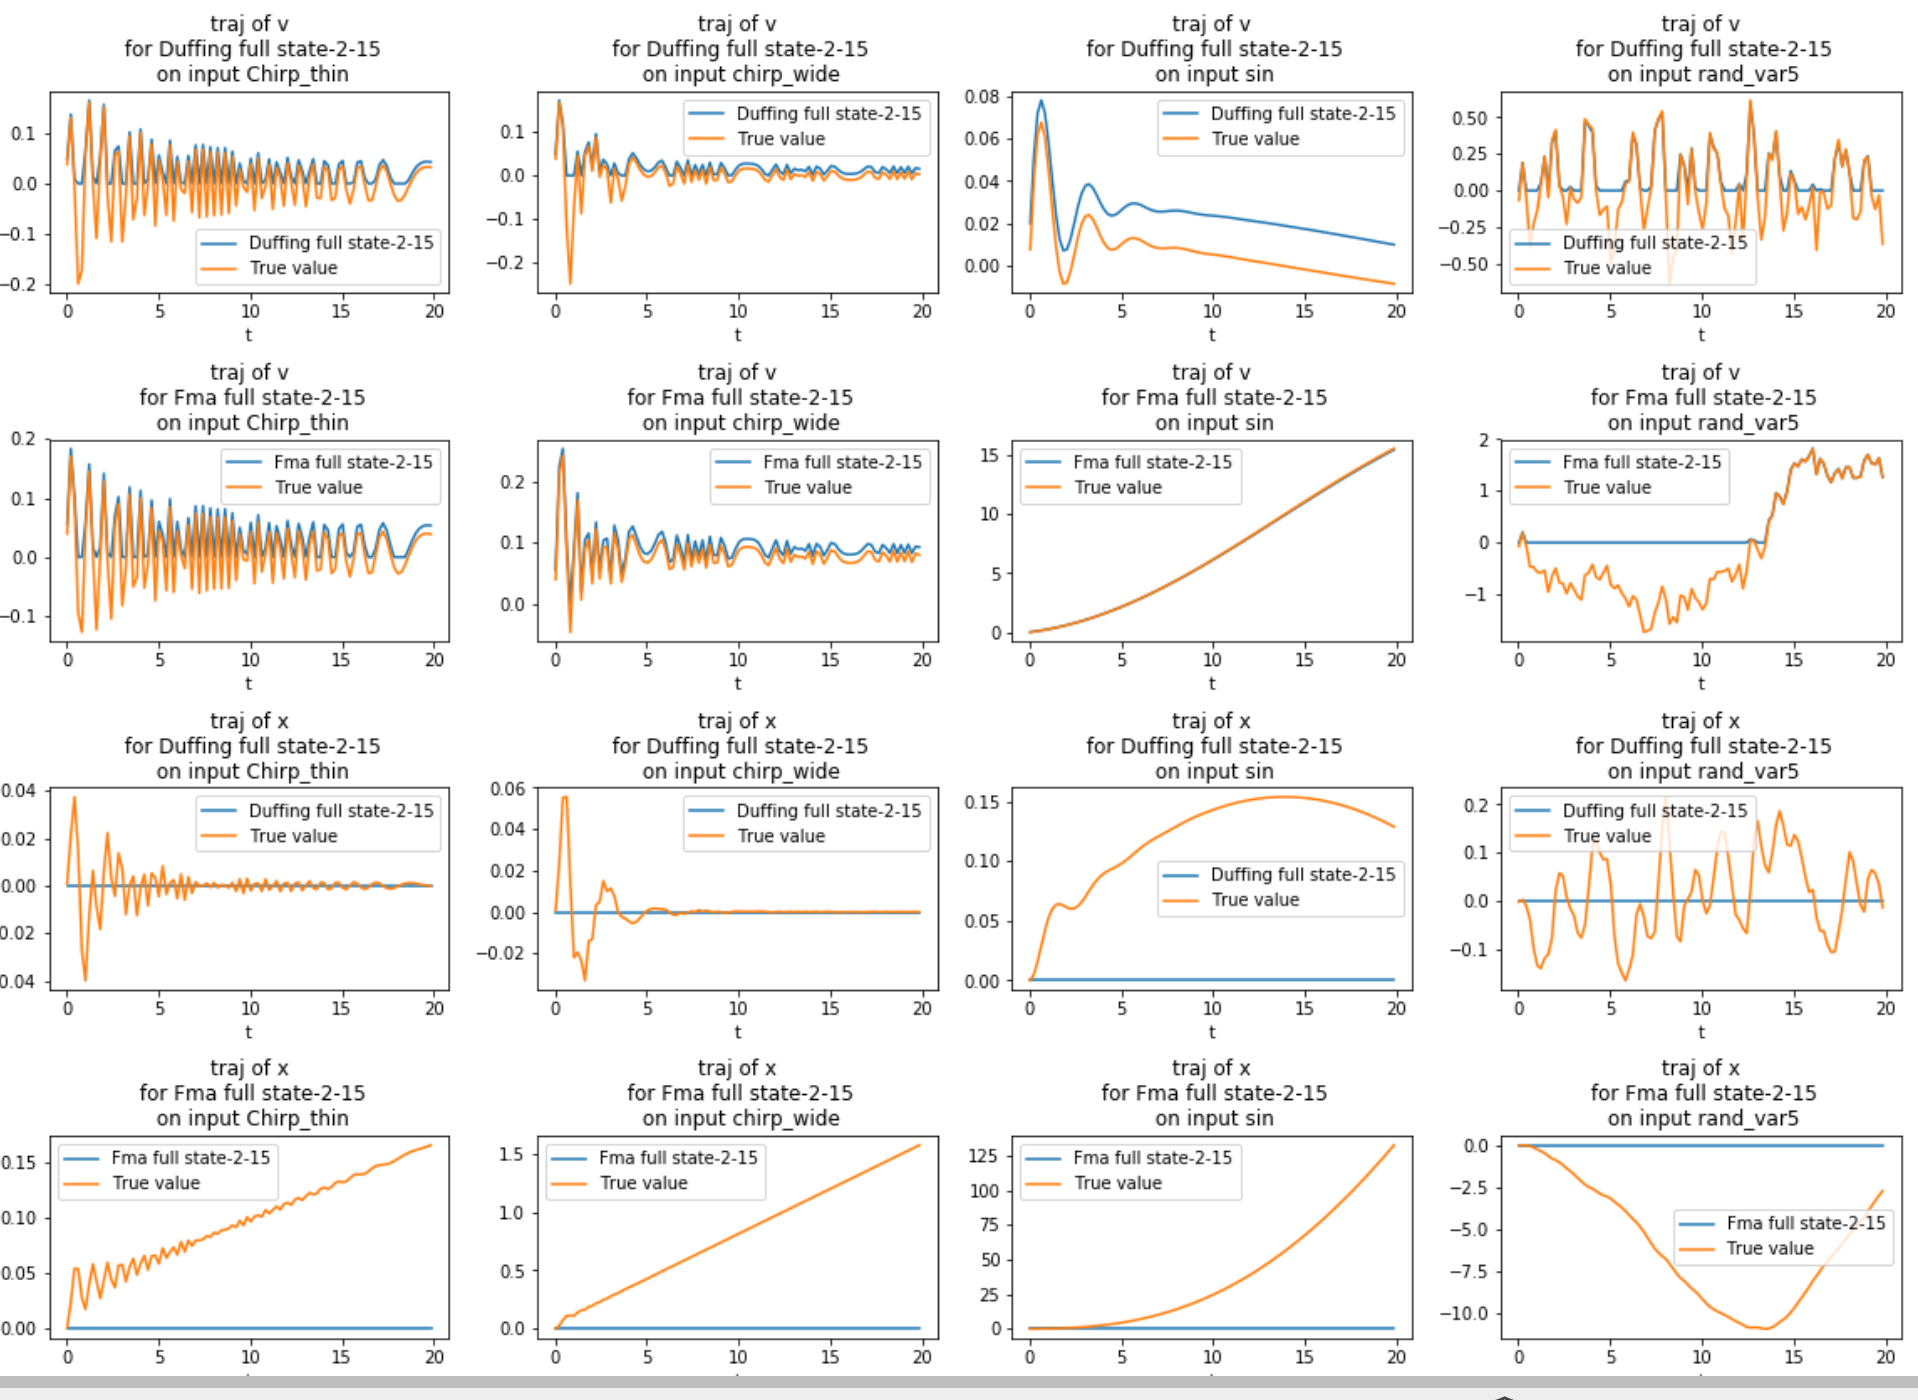 traj of v
for Duffing full state-2-15
on input Chirp_thin
0.1
0.0
−0.1
−0.2
0 5 10 15 20
t
Duffing full state-2-15
True value
traj of v
for Duffing full state-2-15
on input chirp_wide
0.1
0.0
−0.1
−0.2
0 5 10 15 20
t
Duffing full state-2-15
True value
traj of v
for Duffing full state-2-15
on input sin
0.08
0.06
0.04
0.02
0.00
0 5 10 15 20
t
Duffing full state-2-15
True value
traj of v
for Duffing full state-2-15
on input rand_var5
0.50
0.25
0.00
−0.25
−0.50
0 5 10 15 20
t
Duffing full state-2-15
True value
traj of v
for Fma full state-2-15
on input Chirp_thin
0.2
0.1
0.0
−0.1
0 5 10 15 20
t
Fma full state-2-15
True value
traj of v
for Fma full state-2-15
on input chirp_wide
0.2
0.1
0.0
0 5 10 15 20
t
Fma full state-2-15
True value
traj of v
for Fma full state-2-15
on input sin
15
10
5
0
0 5 10 15 20
t
Fma full state-2-15
True value
traj of v
for Fma full state-2-15
on input rand_var5
2
1
0
−1
0 5 10 15 20
t
Fma full state-2-15
True value
traj of x
for Duffing full state-2-15
on input Chirp_thin
0.04
0.02
0.00
0.02
0.04
0 5 10 15 20
t
Duffing full state-2-15
True value
traj of x
for Duffing full state-2-15
on input chirp_wide
0.06
0.04
0.02
0.00
−0.02
0 5 10 15 20
t
Duffing full state-2-15
True value
traj of x
for Duffing full state-2-15
on input sin
0.15
0.10
0.05
0.00
0 5 10 15 20
t
Duffing full state-2-15
True value
traj of x
for Duffing full state-2-15
on input rand_var5
0.2
0.1
0.0
−0.1
0 5 10 15 20
t
Duffing full state-2-15
True value
traj of x
for Fma full state-2-15
on input Chirp_thin
0.15
0.10
0.05
0.00
0 5 10 15 20
Fma full state-2-15
True value
traj of x
for Fma full state-2-15
on input chirp_wide
1.5
1.0
0.5
0.0
0 5 10 15 20
Fma full state-2-15
True value
traj of x
for Fma full state-2-15
on input sin
125
100
75
50
25
0
0 5 10 15 20
Fma full state-2-15
True value
traj of x
for Fma full state-2-15
on input rand_var5
0.0
−2.5
−5.0
−7.5
−10.0
0 5 10 15 20
Fma full state-2-15
True value